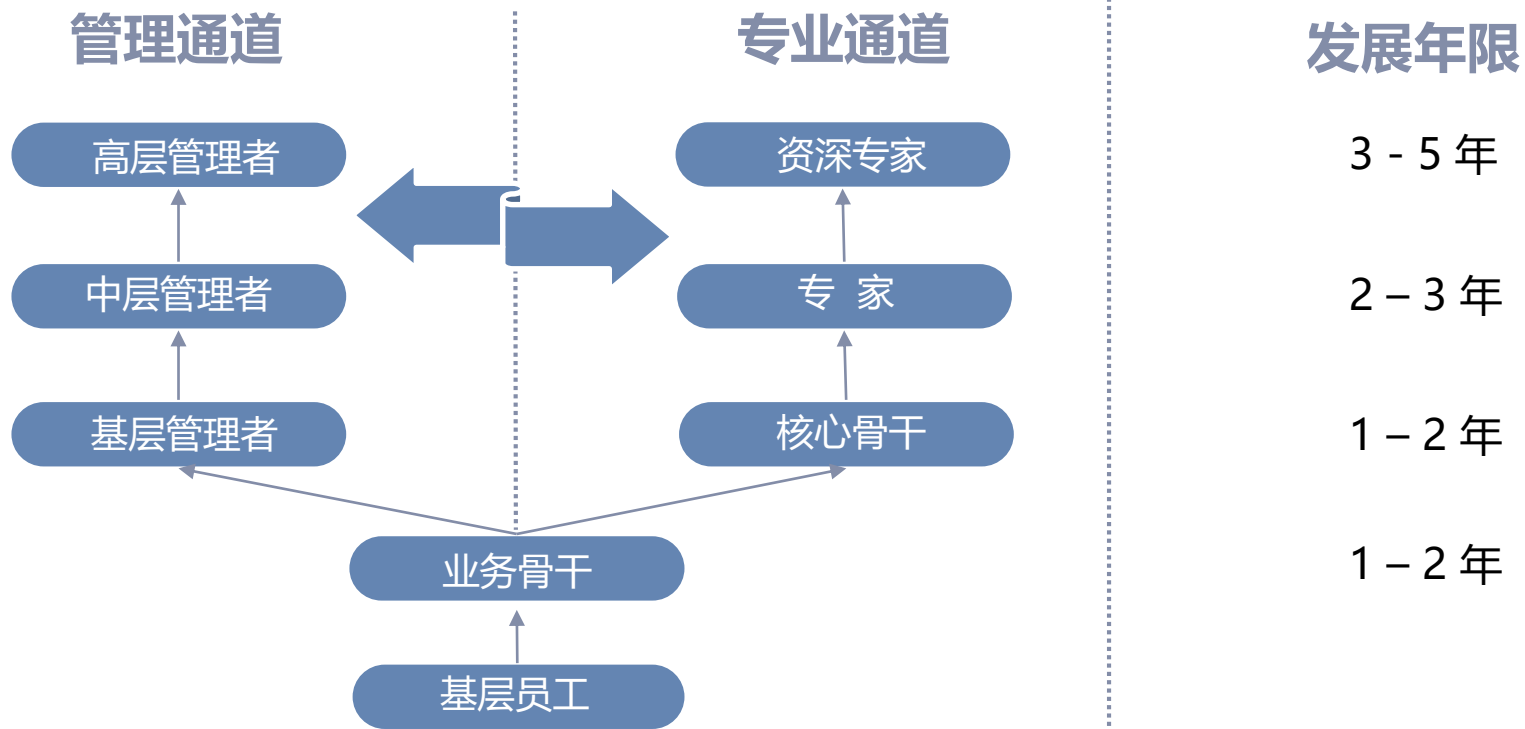 管理通道
专业通道
发展年限
高层管理者
资深专家
3 - 5 年
中层管理者
专 家
2 – 3 年
基层管理者
核心骨干
1 – 2 年
业务骨干
1 – 2 年
基层员工